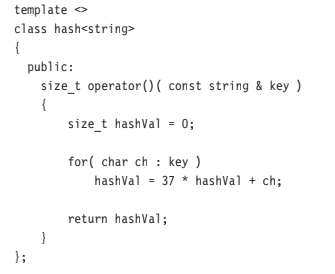 template <>
class hash<string>
{
  public:
    size_t operator()( const string & key )
    {
        size_t hashVal = 0;

        for( char ch : key )
            hashVal = 37 * hashVal + ch;

        return hashVal;
    }
};